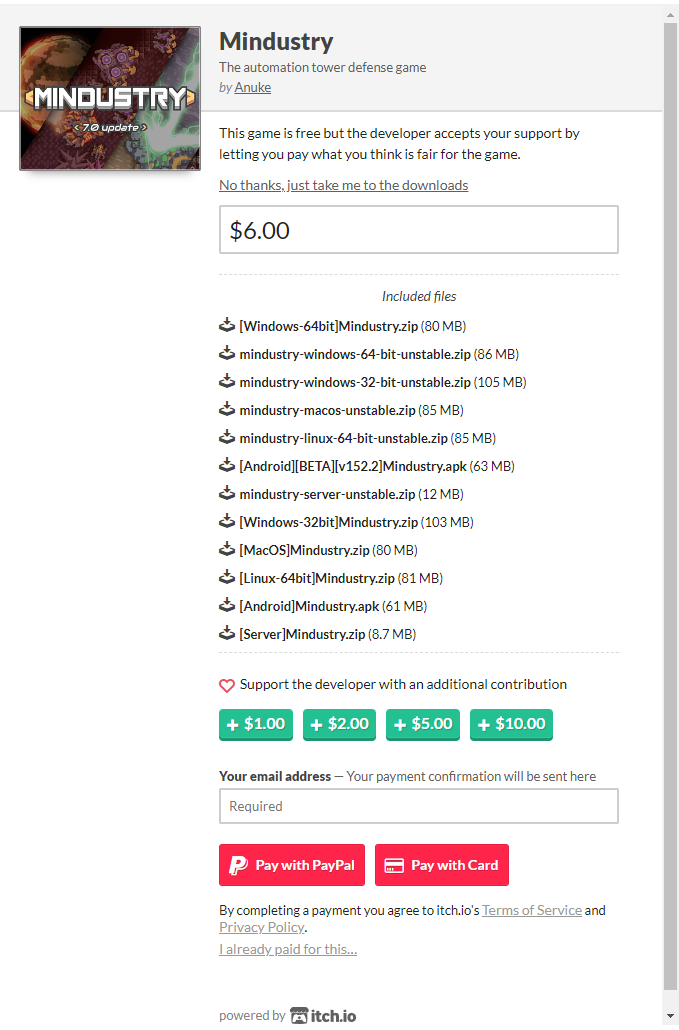 MINDUSTRY
< 7.0 update >
Mindustry
The automation tower defense game
by Anuke
This game is free but the developer accepts your support by
letting you pay what you think is fair for the game.
No thanks, just take me to the downloads
$6.00
Included files
[Windows-64bit]Mindustry.zip (80 MB)
mindustry-windows-64-bit-unstable.zip (86 MB)
mindustry-windows-32-bit-unstable.zip (105 MB)
mindustry-macos-unstable.zip (85 MB)
mindustry-linux-64-bit-unstable.zip (85 MB)
[Android][BETA][v152.2]Mindustry.apk (63 MB)
mindustry-server-unstable.zip (12 MB)
[Windows-32bit]Mindustry.zip (103 MB)
[MacOS]Mindustry.zip (80 MB)
[Linux-64bit]Mindustry.zip (81 MB)
[Android]Mindustry.apk (61 MB)
[Server]Mindustry.zip (8.7 MB)
Support the developer with an additional contribution
+ $1.00 + $2.00 + $5.00 + $10.00
Your email address — Your payment confirmation will be sent here
Required
Pay with PayPal Pay with Card
By completing a payment you agree to itch.io's Terms of Service and
Privacy Policy.
I already paid for this...
powered by itch.io